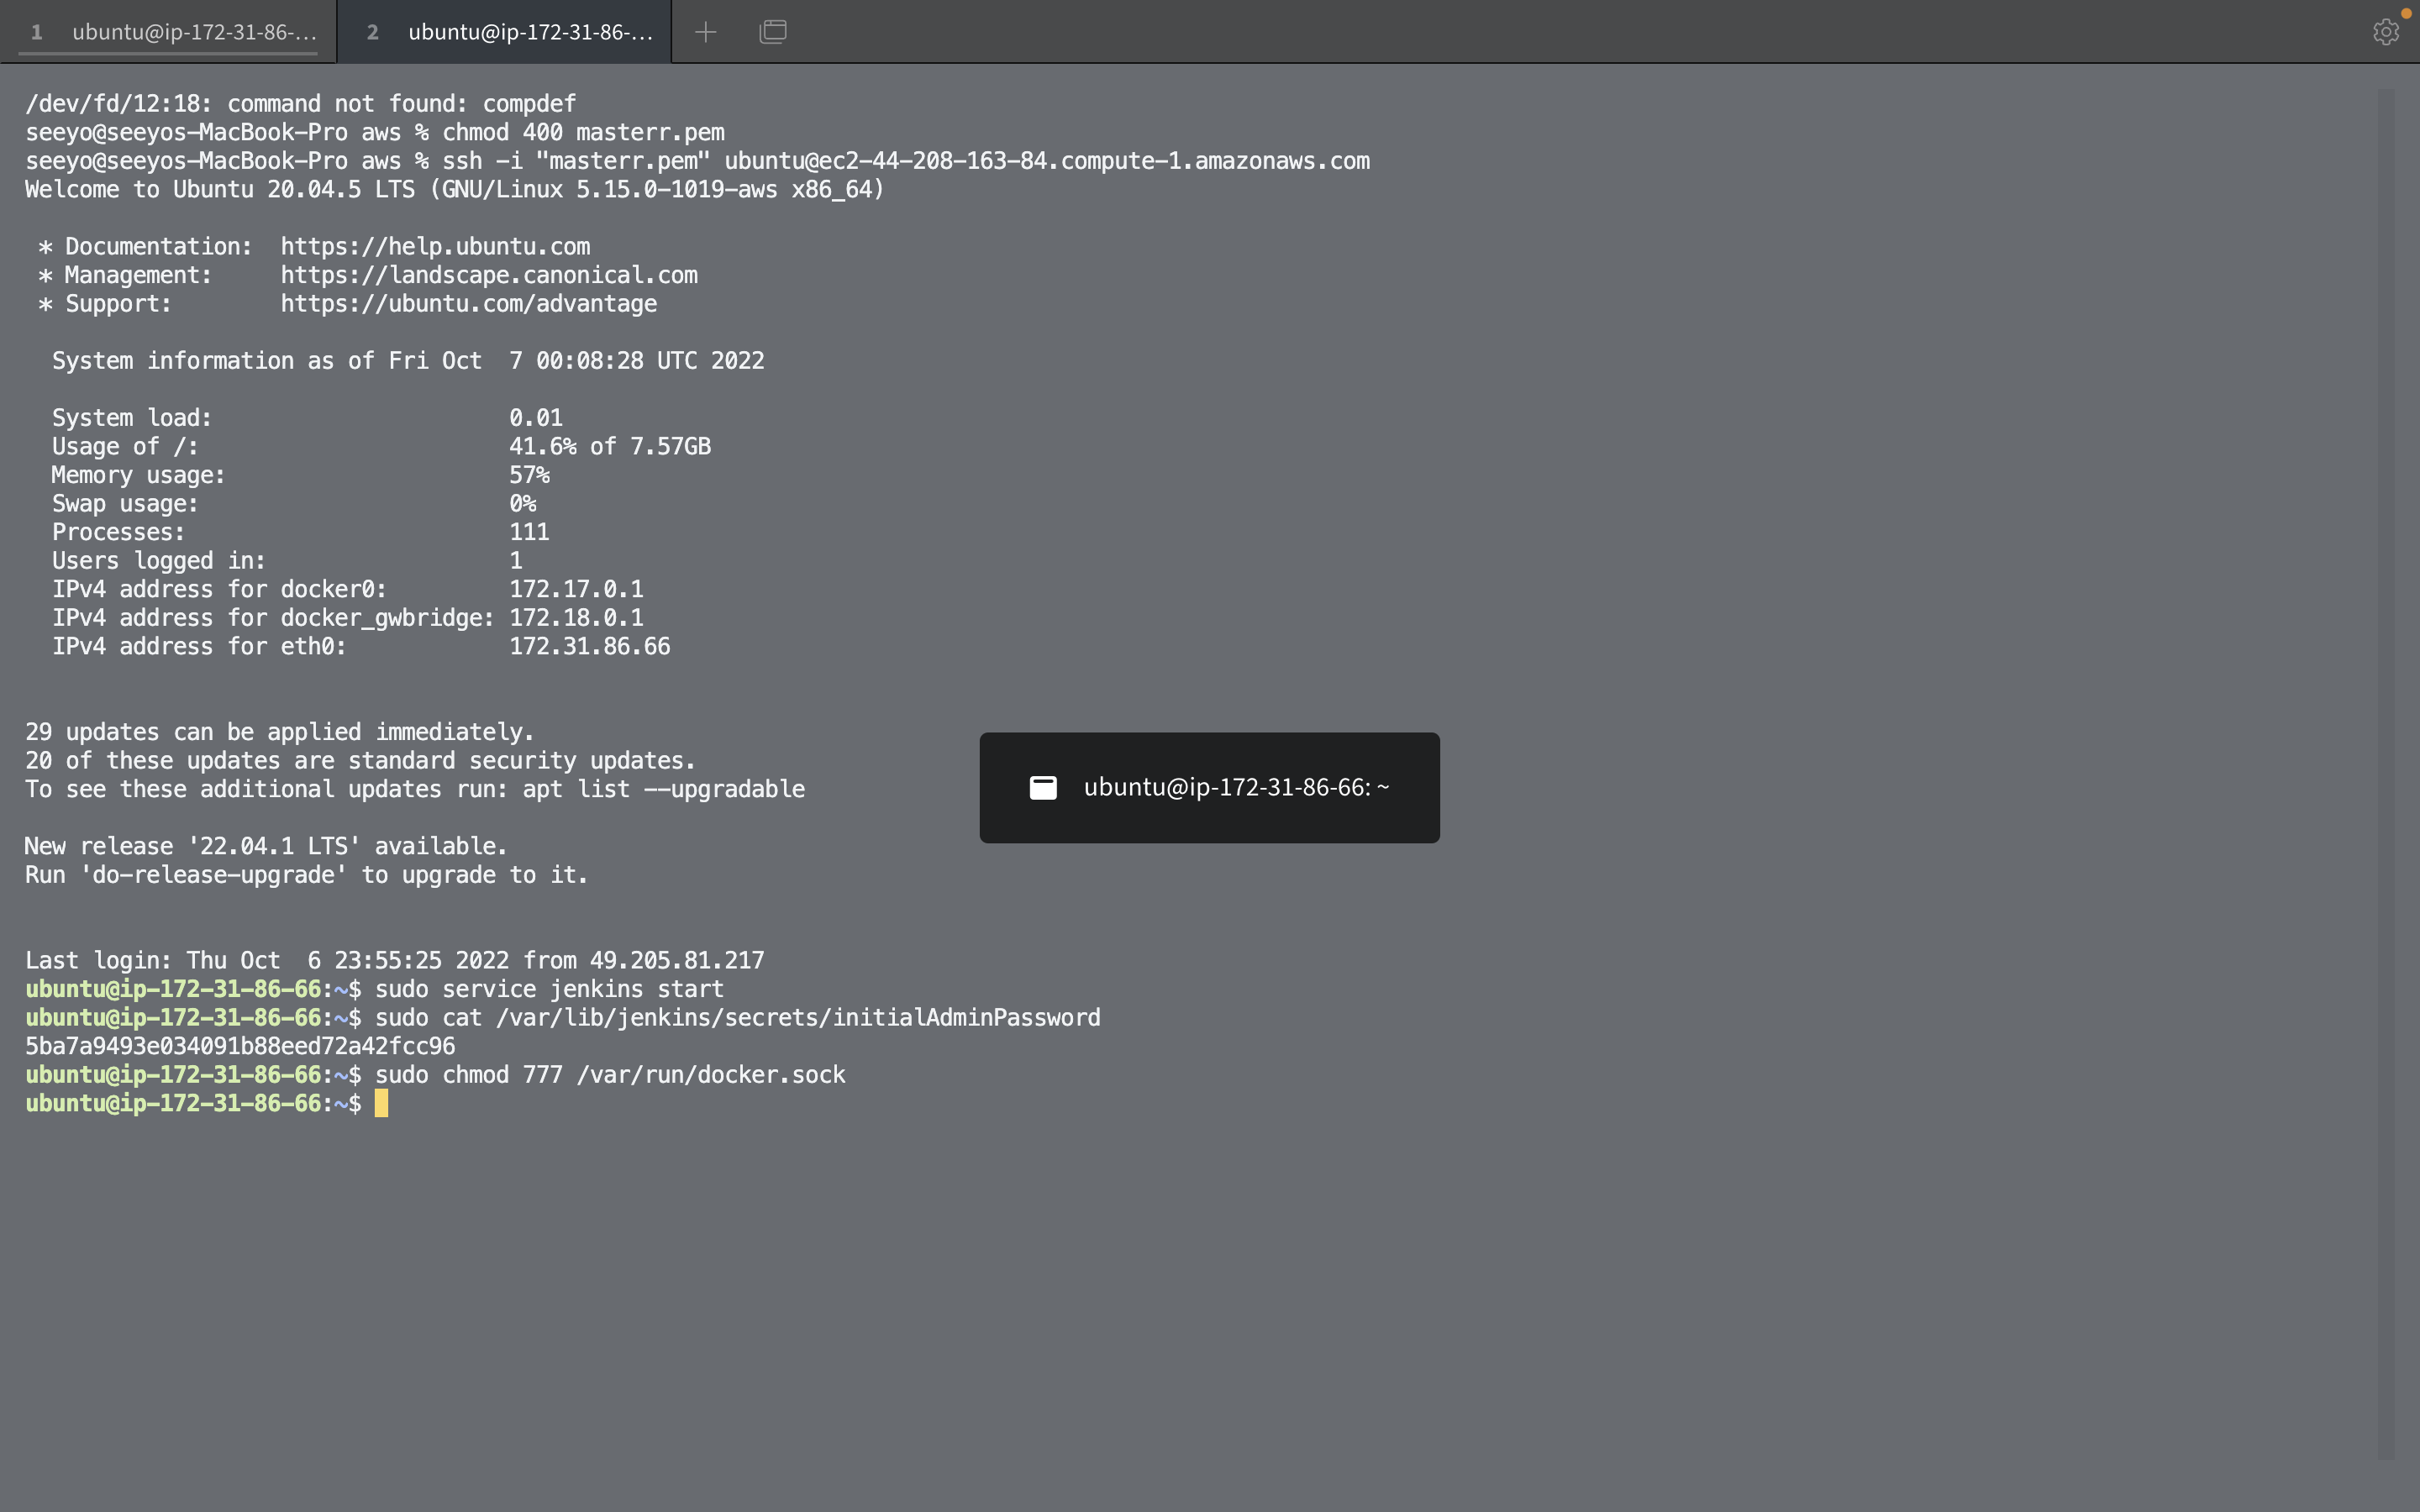 1 ubuntu@ip-172-31-86-... 2 ubuntu@ip-172-31-86-...
/dev/fd/12:18: command not found: compdef
seeyo@seeyos-MacBook-Pro aws % chmod 400 masterr.pem
seeyo@seeyos-MacBook-Pro aws % ssh -i "masterr.pem" ubuntu@ec2-44-208-163-84.compute-1.amazonaws.com
Welcome to Ubuntu 20.04.5 LTS (GNU/Linux 5.15.0-1019-aws x86_64)
* Documentation: https://help.ubuntu.com
* Management: https://landscape.canonical.com
* Support: https://ubuntu.com/advantage
System information as of Fri Oct 7 00:08:28 UTC 2022
System load: 0.01
Usage of /: 41.6% of 7.57GB
Memory usage: 57%
Swap usage: 0%
Processes: 111
Users logged in: 1
IPv4 address for docker0: 172.17.0.1
IPv4 address for docker_gwbridge: 172.18.0.1
IPv4 address for eth0: 172.31.86.66
29 updates can be applied immediately.
20 of these updates are standard security updates.
To see these additional updates run: apt list --upgradable
ubuntu@ip-172-31-86-66: ~
New release '22.04.1 LTS' available.
Run 'do-release-upgrade' to upgrade to it.
Last login: Thu Oct 6 23:55:25 2022 from 49.205.81.217
ubuntu@ip-172-31-86-66:~$ sudo service jenkins start
ubuntu@ip-172-31-86-66:~$ sudo cat /var/lib/jenkins/secrets/initialAdminPassword
5ba7a9493e034091b88eed72a42fcc96
ubuntu@ip-172-31-86-66:~$ sudo chmod 777 /var/run/docker.sock
ubuntu@ip-172-31-86-66:~$